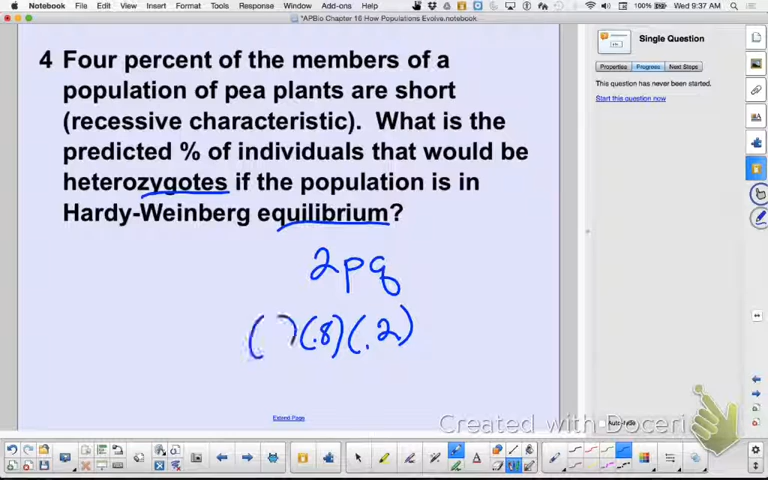 Notebook File Edit View Insert Format Tools Response Window Add-ons Help 100% Wed 9:37 AM
*APBio Chapter 16 How Populations Evolve.notebook
4 Four percent of the members of a
population of pea plants are short
(recessive characteristic). What is the
predicted % of individuals that would be
heterozygotes if the population is in
Hardy-Weinberg equilibrium?
2pq
( )(.8)(.2)
Extend Page
Single Question
Properties Progress Next Steps
This question has never been started.
Start this question now
Created with Doceri
Auto-hide